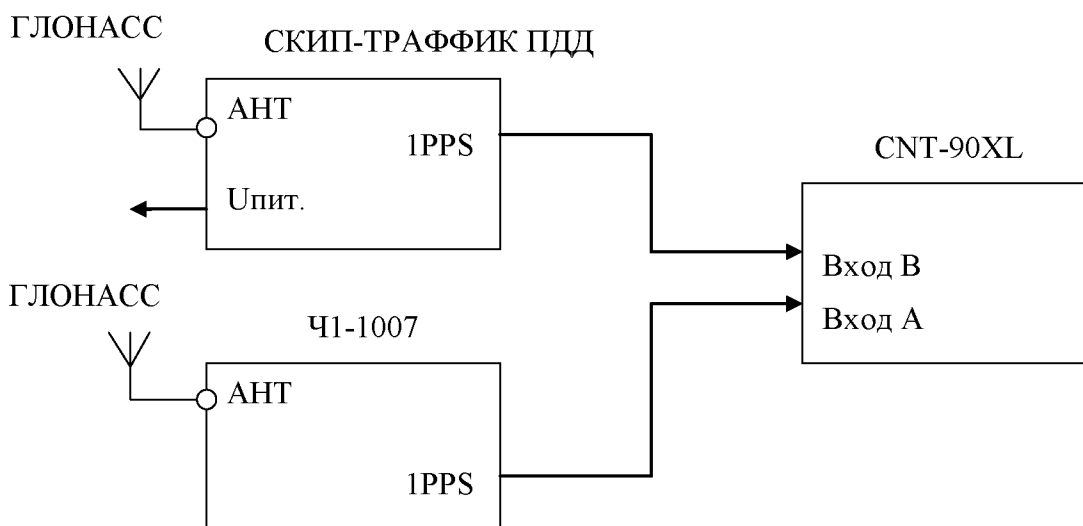 ГЛОНАСС
СКИП-ТРАФФИК ПДД
АНТ
1PPS
Uпит.
CNT-90XL
Вход B
Вход A
ГЛОНАСС
Ч1-1007
АНТ
1PPS